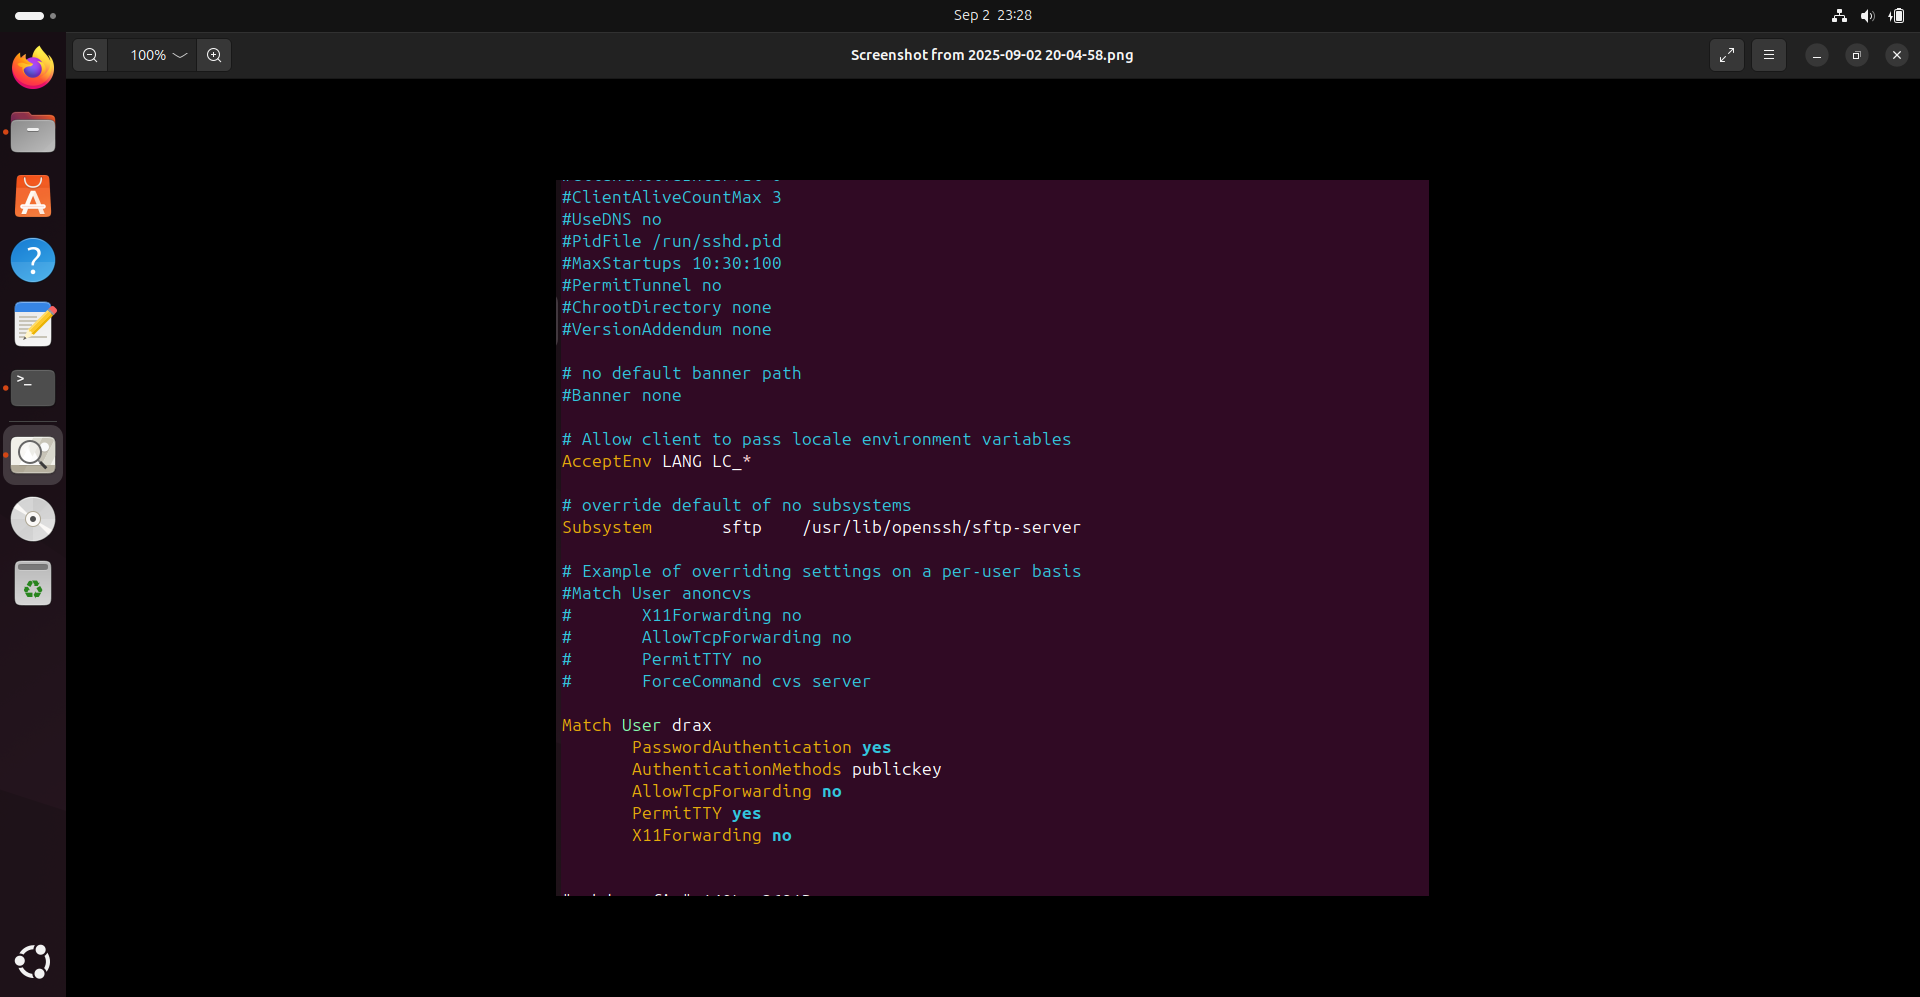 Sep 2 23:28
100%
Screenshot from 2025-09-02 20-04-58.png
#ClientAliveCountMax 3
#UseDNS no
#PidFile /run/sshd.pid
#MaxStartups 10:30:100
#PermitTunnel no
#ChrootDirectory none
#VersionAddendum none
# no default banner path
#Banner none
# Allow client to pass locale environment variables
AcceptEnv LANG LC_*
# override default of no subsystems
Subsystem sftp /usr/lib/openssh/sftp-server
# Example of overriding settings on a per-user basis
#Match User anoncvs
# X11Forwarding no
# AllowTcpForwarding no
# PermitTTY no
# ForceCommand cvs server
Match User drax
PasswordAuthentication yes
AuthenticationMethods publickey
AllowTcpForwarding no
PermitTTY yes
X11Forwarding no